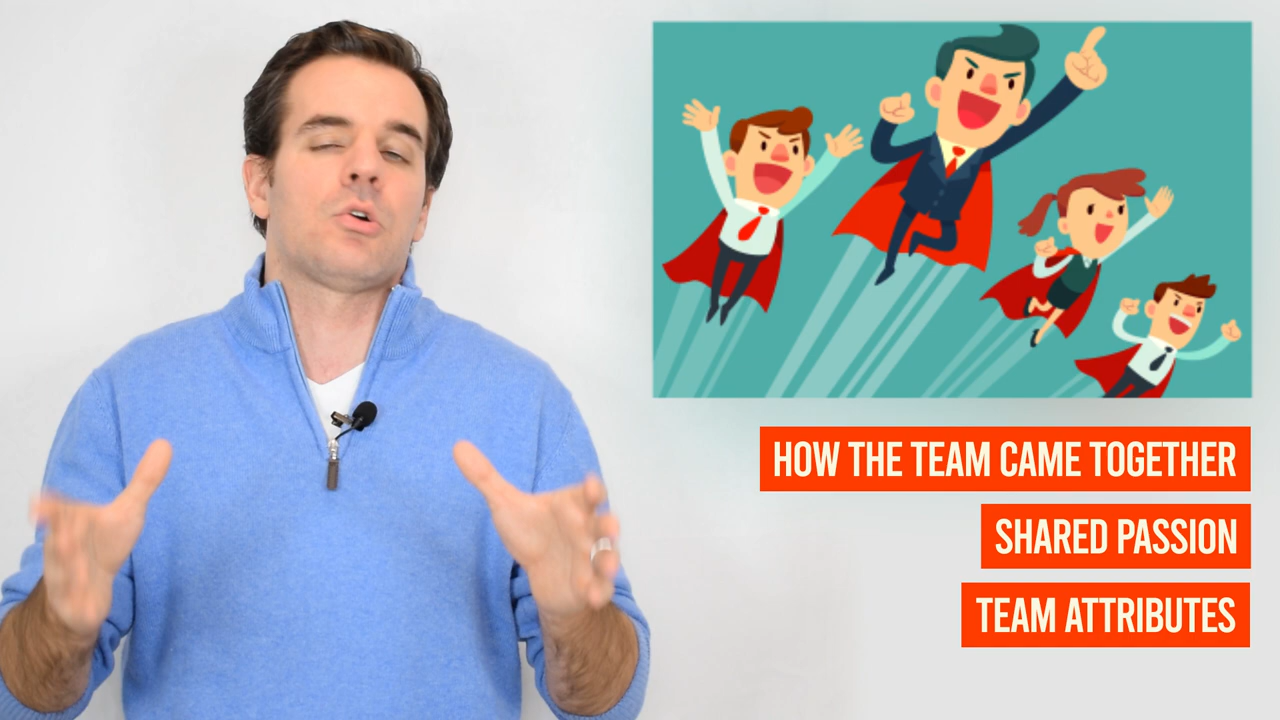 HOW THE TEAM CAME TOGETHER
SHARED PASSION
TEAM ATTRIBUTES